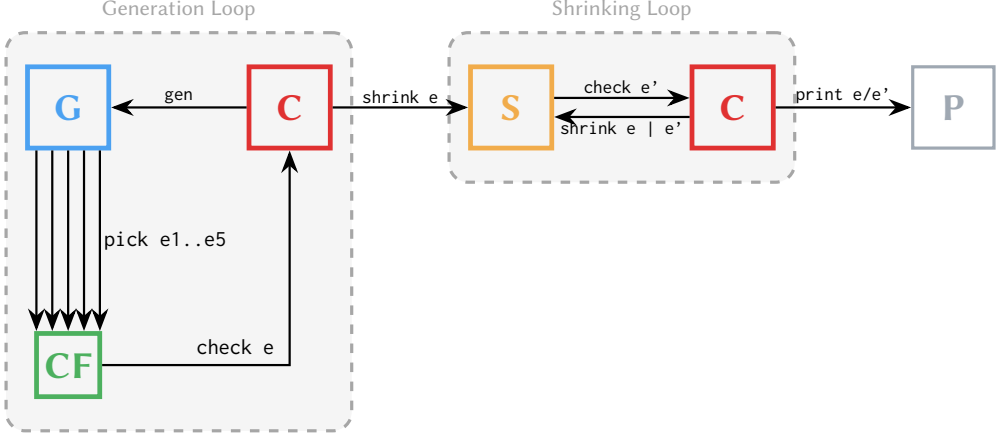 Generation Loop
Shrinking Loop
G
gen
C
shrink e
S
check e’
shrink e | e’
C
print e/e’
P
pick e1..e5
CF
check e